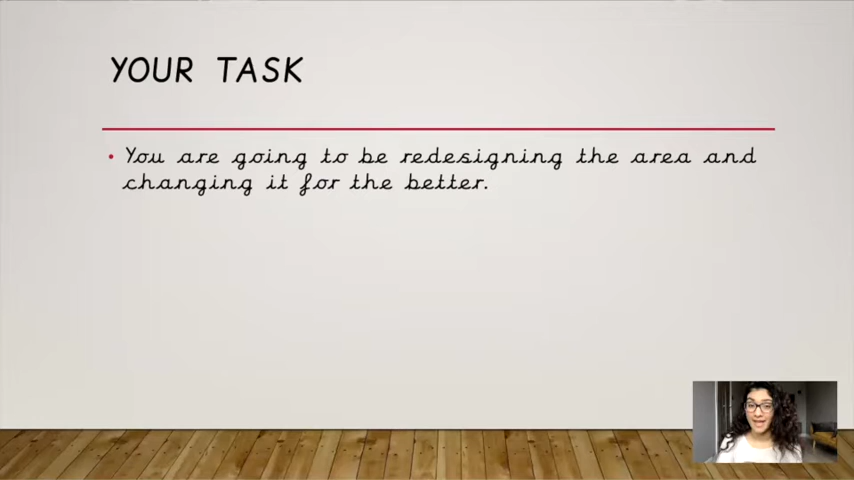 YOUR TASK
• You are going to be redesigning the area and
changing it for the better.